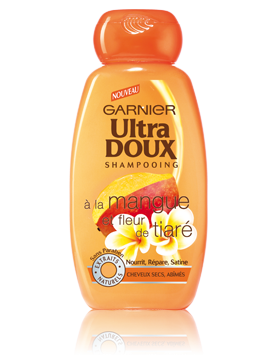 NOUVEAU
GARNIER
Ultra
DOUX
SHAMPOOING
à la mangue
et fleur
de tiaré
Sans Parabén
EXTRAITS
NATURELS
Nourrit, Répare, Satine
CHEVEUX SECS, ABÎMÉS